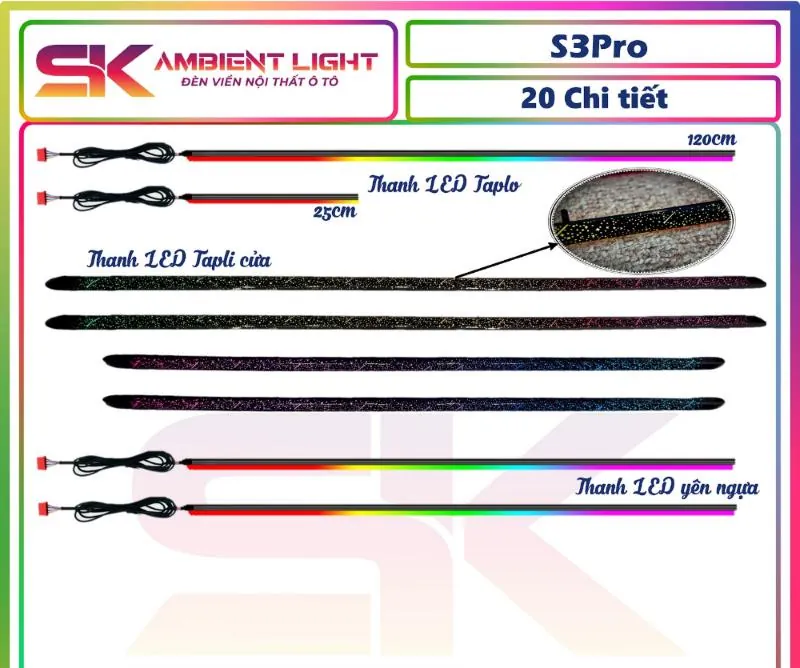 SK AMBIENT LIGHT
ĐÈN VIỀN NỘI THẤT Ô TÔ
S3Pro
20 Chi tiết
120cm
Thanh LED Taplo
25cm
Thanh LED Tapli cửa
Thanh LED yên ngựa
SK